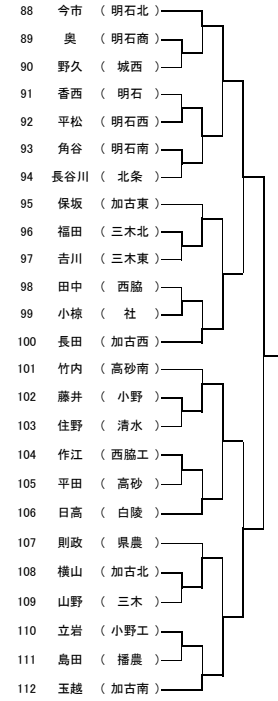 88 今市 （ 明石北 ）
89 奥 （ 明石商 ）
90 野久 （ 城西 ）
91 香西 （ 明石 ）
92 平松 （ 明石西 ）
93 角谷 （ 明石南 ）
94 長谷川 （ 北条 ）
95 保坂 （ 加古東 ）
96 福田 （ 三木北 ）
97 吉川 （ 三木東 ）
98 田中 （ 西脇 ）
99 小椋 （ 社 ）
100 長田 （ 加古西 ）
101 竹内 （ 高砂南 ）
102 藤井 （ 小野 ）
103 住野 （ 清水 ）
104 作江 （ 西脇工 ）
105 平田 （ 高砂 ）
106 日高 （ 白陵 ）
107 則政 （ 県農 ）
108 横山 （ 加古北 ）
109 山野 （ 三木 ）
110 立岩 （ 小野工 ）
111 島田 （ 播農 ）
112 玉越 （ 加古南 ）